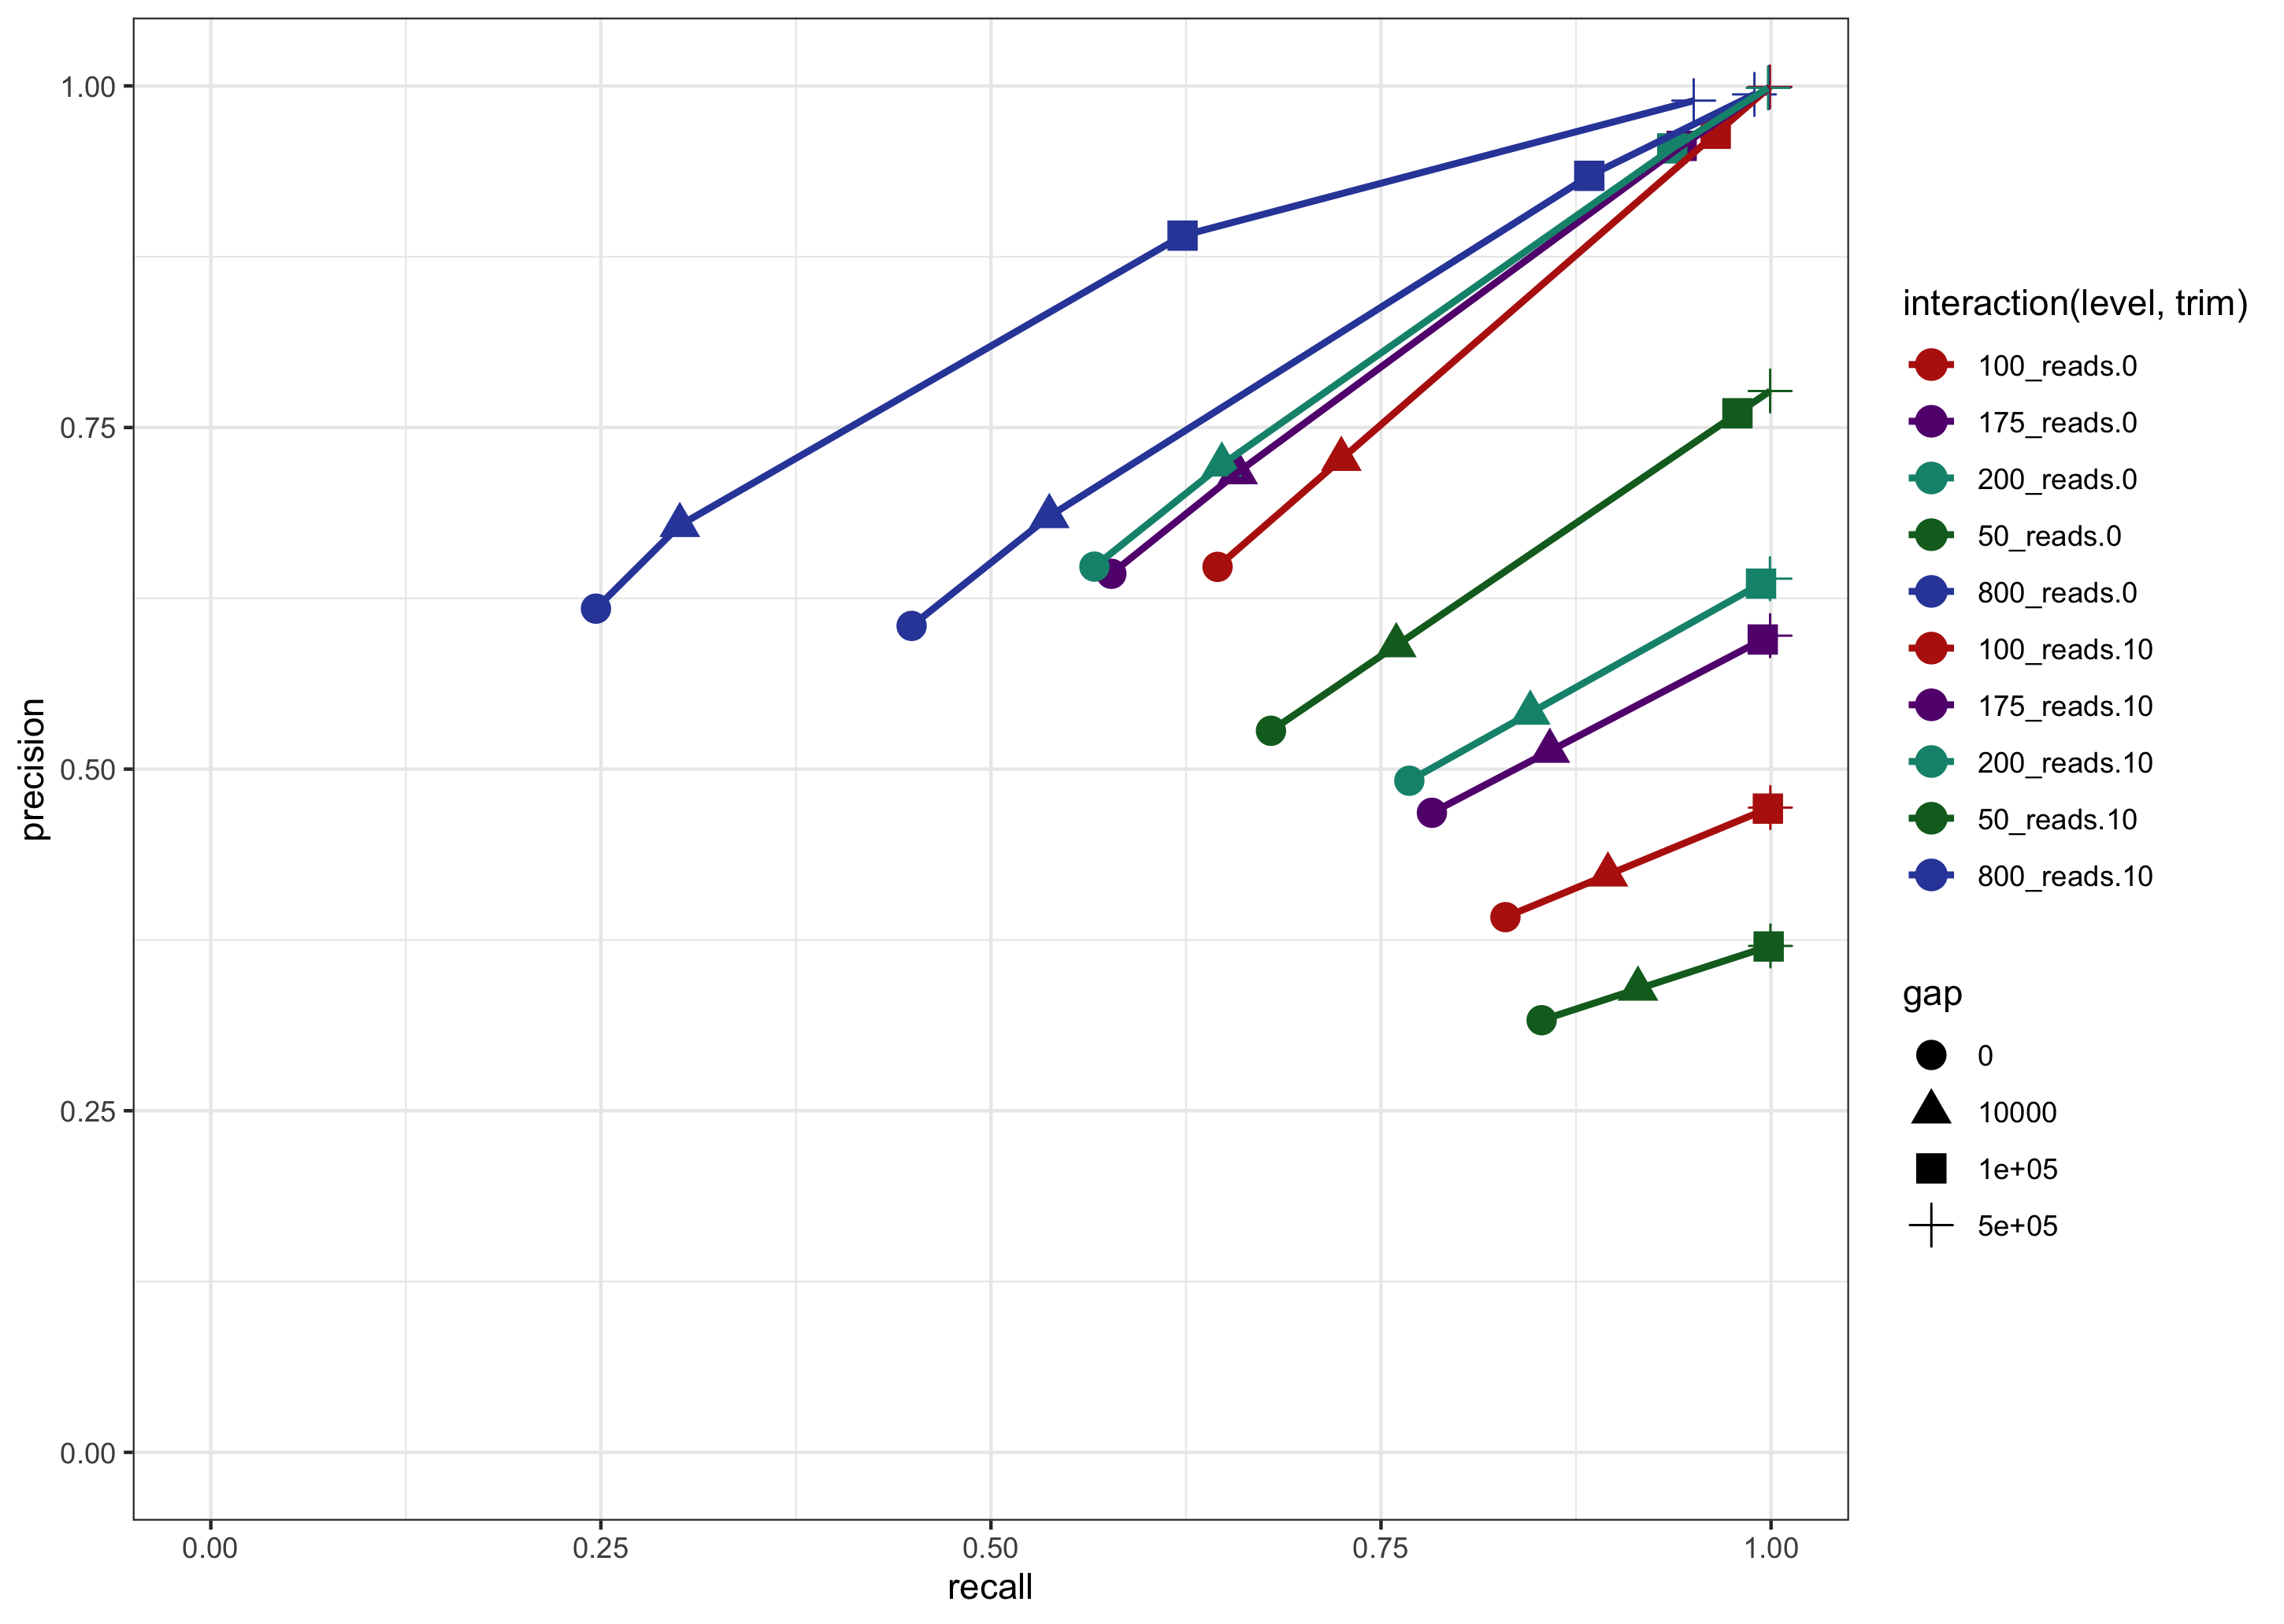 precision
1.00
0.75
0.50
0.25
0.00
0.00
0.25
0.50
0.75
1.00
recall
interaction(level, trim)
100_reads.0
175_reads.0
200_reads.0
50_reads.0
800_reads.0
100_reads.10
175_reads.10
200_reads.10
50_reads.10
800_reads.10
gap
0
10000
1e+05
5e+05